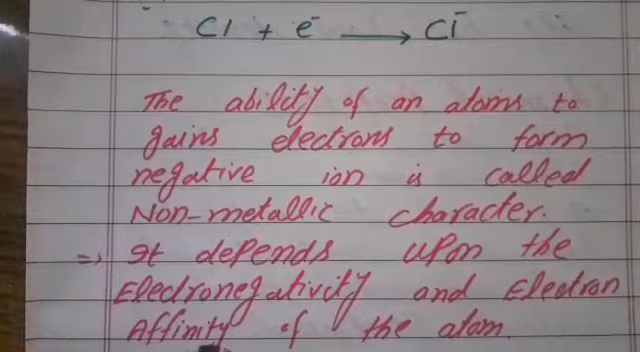 Cl + e⁻ → Cl⁻
The ability of an atoms to
gains electrons to form
negative ion is called
Non-metallic character.
⇒ It depends upon the
Electronegativity and Electron
Affinity of the atom.